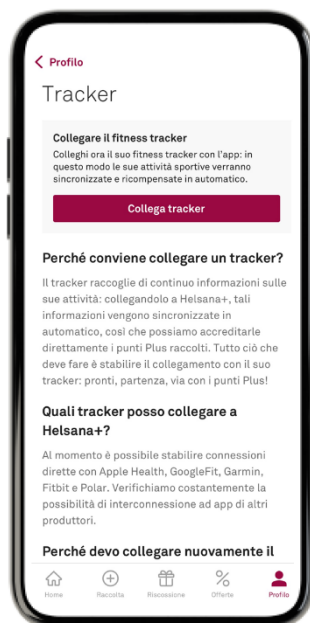 Profilo
Tracker
Collegare il fitness tracker
Colleghi ora il suo fitness tracker con l'app: in
questo modo le sue attività sportive verranno
sincronizzate e ricompensate in automatico.
Collega tracker
Perché conviene collegare un tracker?
Il tracker raccoglie di continuo informazioni sulle
sue attività: collegandolo a Helsana+, tali
informazioni vengono sincronizzate in
automatico, così che possiamo accreditarle
direttamente i punti Plus raccolti. Tutto ciò che
deve fare è stabilire il collegamento con il suo
tracker: pronti, partenza, via con i punti Plus!
Quali tracker posso collegare a
Helsana+?
Al momento è possibile stabilire connessioni
dirette con Apple Health, GoogleFit, Garmin,
Fitbit e Polar. Verifichiamo costantemente la
possibilità di interconnessione ad app di altri
produttori.
Perché devo collegare nuovamente il
Home Raccolta Riscossione Offerte Profilo